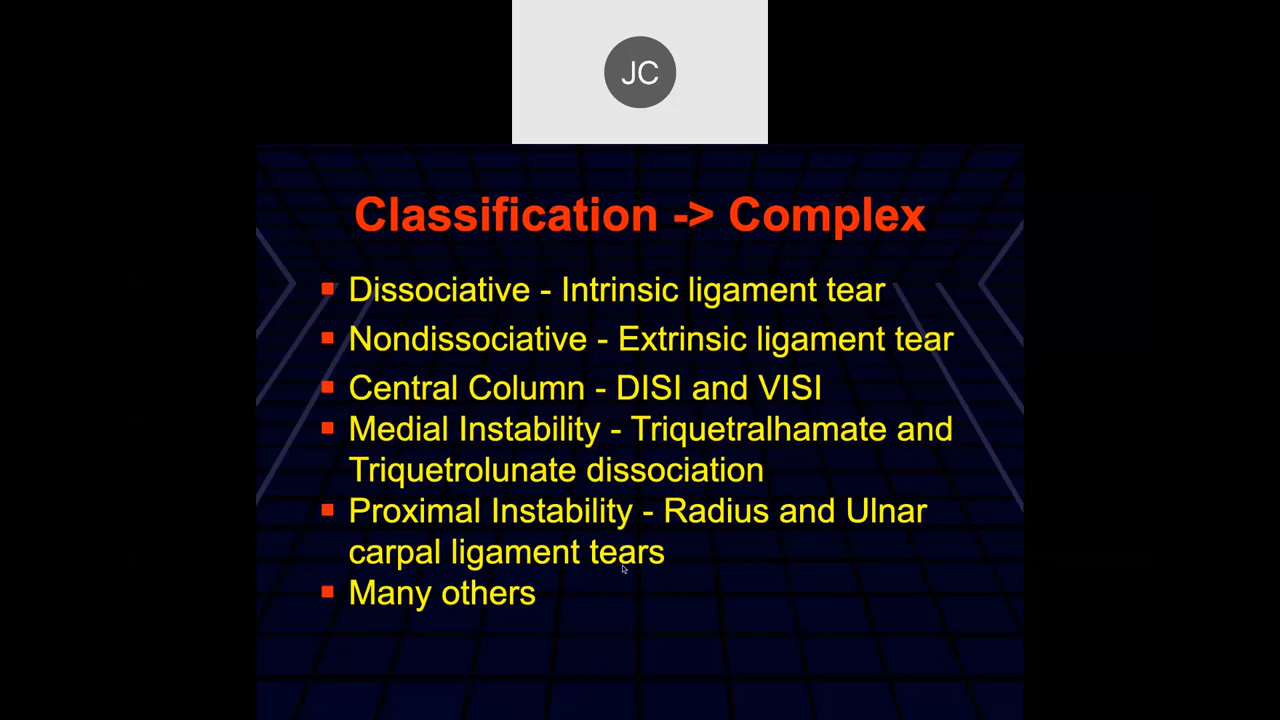 JC
Classification -> Complex
Dissociative - Intrinsic ligament tear
Nondissociative - Extrinsic ligament tear
Central Column - DISI and VISI
Medial Instability - Triquetralhamate and
Triquetrolunate dissociation
Proximal Instability - Radius and Ulnar
carpal ligament tears
Many others